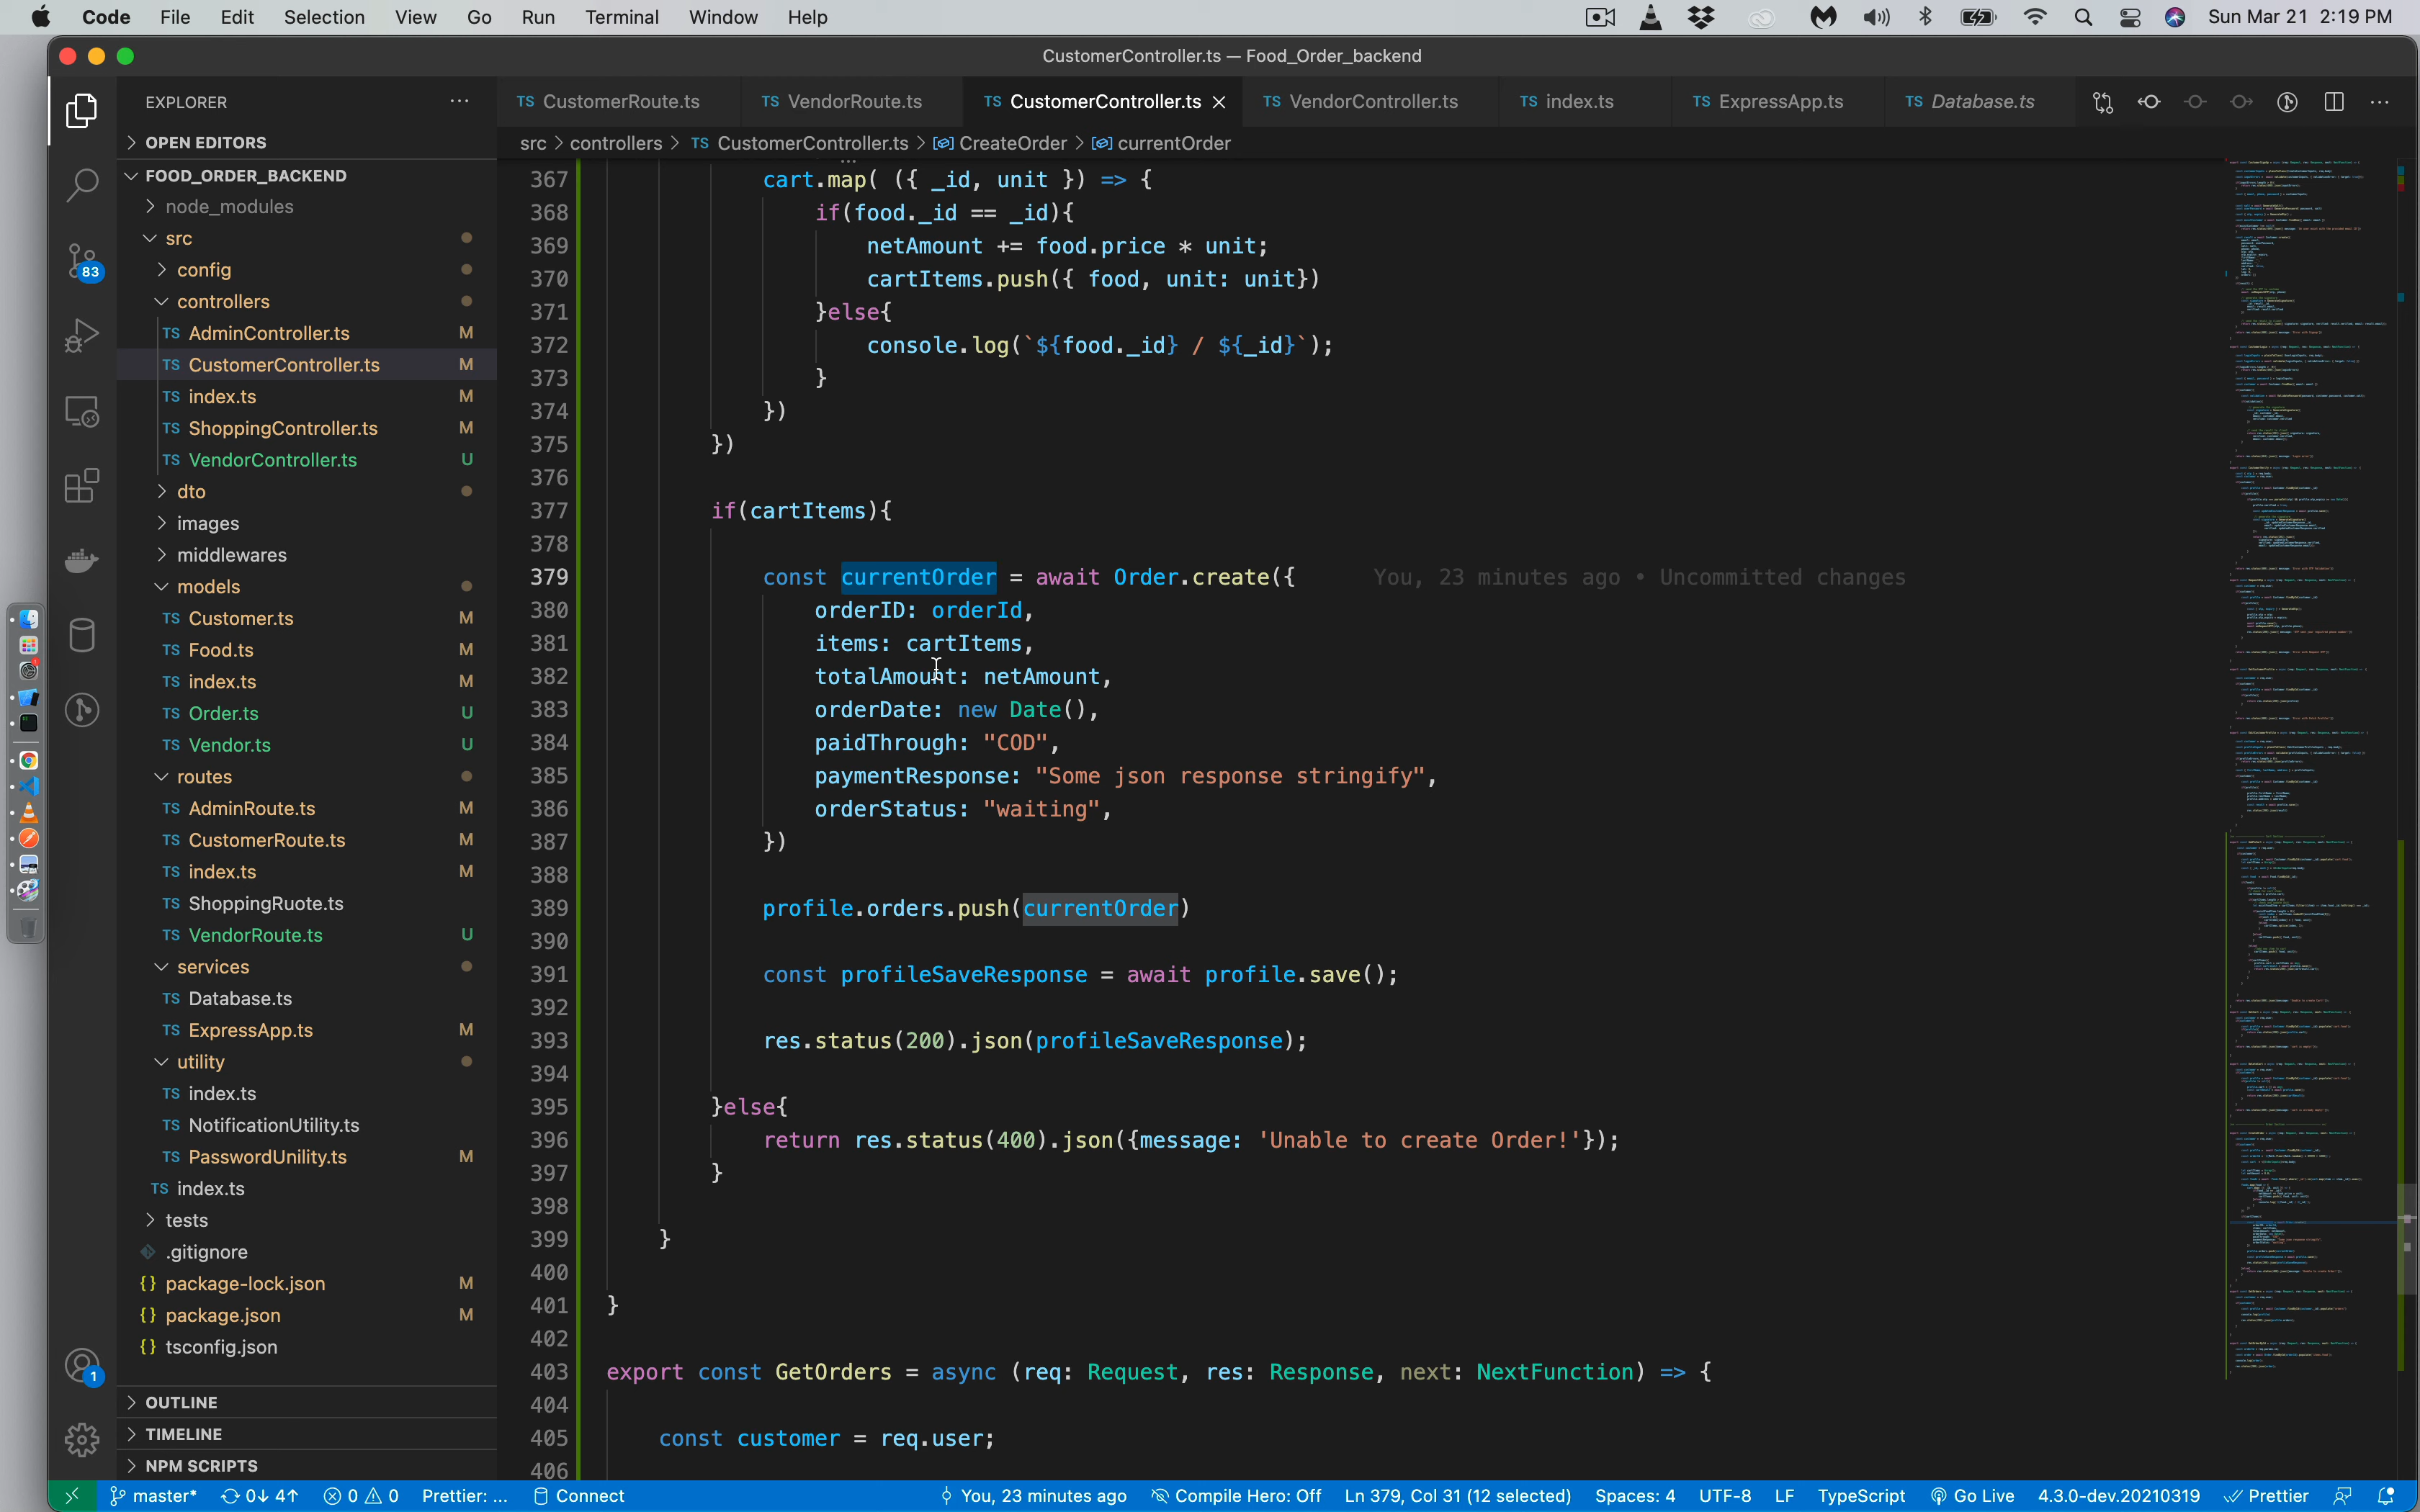 Code File Edit Selection View Go Run Terminal Window Help Sun Mar 21 2:19 PM
CustomerController.ts — Food_Order_backend
EXPLORER ...
TS CustomerRoute.ts TS VendorRoute.ts TS CustomerController.ts TS VendorController.ts TS index.ts TS ExpressApp.ts TS Database.ts
src > controllers > TS CustomerController.ts > CreateOrder > currentOrder
OPEN EDITORS
FOOD_ORDER_BACKEND
node_modules
src
config
controllers
TS AdminController.ts M
TS CustomerController.ts M
TS index.ts M
TS ShoppingController.ts M
TS VendorController.ts U
dto
images
middlewares
models
TS Customer.ts M
TS Food.ts M
TS index.ts M
TS Order.ts U
TS Vendor.ts U
routes
TS AdminRoute.ts M
TS CustomerRoute.ts M
TS index.ts M
TS ShoppingRuote.ts
TS VendorRoute.ts U
services
TS Database.ts
TS ExpressApp.ts M
utility
TS index.ts
TS NotificationUtility.ts
TS PasswordUnility.ts M
TS index.ts
tests
.gitignore
{} package-lock.json M
{} package.json M
{} tsconfig.json
OUTLINE
TIMELINE
NPM SCRIPTS
83
1
367 cart.map( ({ _id, unit }) => {
368 if(food._id == _id){
369 netAmount += food.price * unit;
370 cartItems.push({ food, unit: unit})
371 }else{
372 console.log(`${food._id} / ${_id}`);
373 }
374 })
375 })
376
377 if(cartItems){
378
379 const currentOrder = await Order.create({ You, 23 minutes ago • Uncommitted changes
380 orderID: orderId,
381 items: cartItems,
382 totalAmount: netAmount,
383 orderDate: new Date(),
384 paidThrough: "COD",
385 paymentResponse: "Some json response stringify",
386 orderStatus: "waiting",
387 })
388
389 profile.orders.push(currentOrder)
390
391 const profileSaveResponse = await profile.save();
392
393 res.status(200).json(profileSaveResponse);
394
395 }else{
396 return res.status(400).json({message: 'Unable to create Order!'});
397 }
398
399 }
400
401 }
402
403 export const GetOrders = async (req: Request, res: Response, next: NextFunction) => {
404
405 const customer = req.user;
406
master* 0↓ 4↑ 0 0 Prettier: ... Connect You, 23 minutes ago Compile Hero: Off Ln 379, Col 31 (12 selected) Spaces: 4 UTF-8 LF TypeScript Go Live 4.3.0-dev.20210319 Prettier